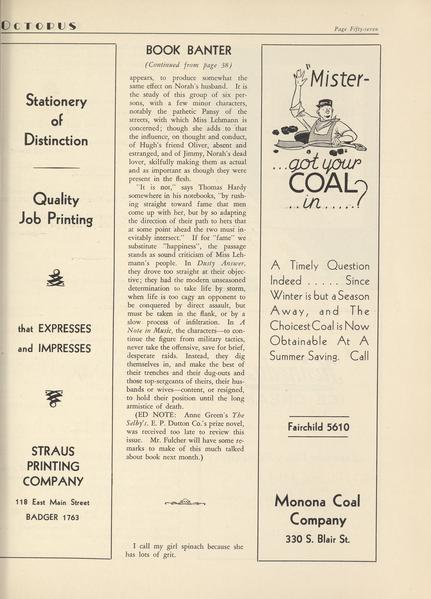 OCTOPUS
Page Fifty-seven
Stationery
of
Distinction
Quality
Job Printing
that EXPRESSES
and IMPRESSES
STRAUS
PRINTING
COMPANY
118 East Main Street
BADGER 1763
BOOK BANTER
(Continued from page 38)
appears, to produce somewhat the
same effect on Norah's husband. It is
the study of this group of six per-
sons, with a few minor characters,
notably the pathetic Pansy of the
streets, with which Miss Lehmann is
concerned; though she adds to that
the influence, on thought and conduct,
of Hugh's friend Oliver, absent and
estranged, and of Jimmy, Norah's dead
lover, skilfully making them as actual
and as important as though they were
present in the flesh.
"It is not," says Thomas Hardy
somewhere in his notebooks, "by rush-
ing straight toward fame that men
come up with her, but by so adapting
the direction of their path to hers that
at some point ahead the two must in-
evitably intersect." If for "fame" we
substitute "happiness", the passage
stands as sound criticism of Miss Leh-
mann's people. In Dusty Answer,
they drove too straight at their objec-
tive; they had the modern unseasoned
determination to take life by storm,
when life is too cagy an opponent to
be conquered by direct assault, but
must be taken in the flank, or by a
slow process of infiltration. In A
Note in Music, the characters—to con-
tinue the figure from military tactics,
never take the offensive, save for brief,
desperate raids. Instead, they dig
themselves in, and make the best of
their trenches and their dug-outs and
those top-sergeants of theirs, their hus-
bands or wives—content, or resigned,
to hold their position until the long
armistice of death.
(ED NOTE: Anne Green's The
Selby's, E. P. Dutton Co.'s prize novel,
was received too late to review this
issue. Mr. Fulcher will have some re-
marks to make of this much talked
about book next month.)
I call my girl spinach because she
has lots of grit.
"Mister-
...got your
COAL
..in.....?
A Timely Question
Indeed ..... Since
Winter is but a Season
Away, and The
Choicest Coal is Now
Obtainable At A
Summer Saving. Call
Fairchild 5610
Monona Coal
Company
330 S. Blair St.